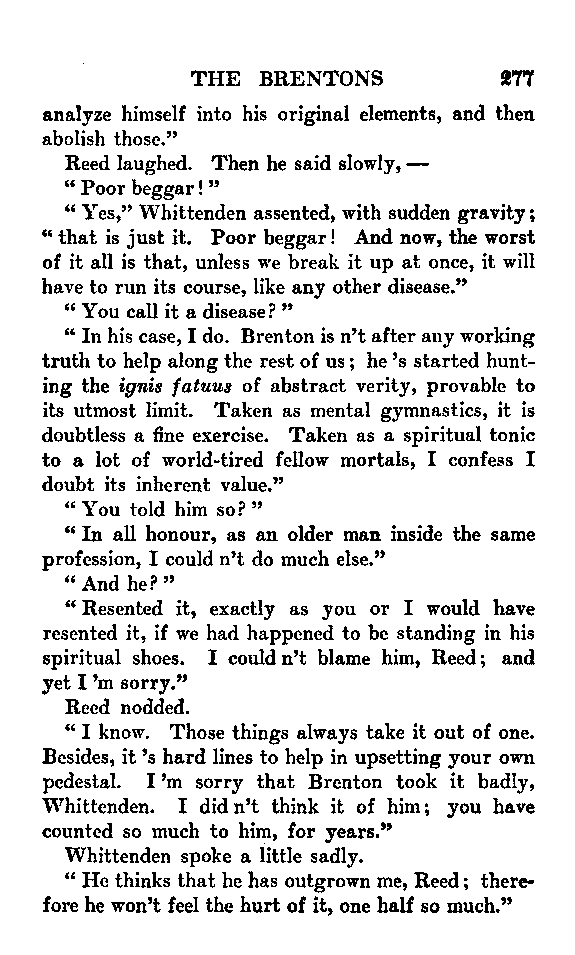 THE BRENTONS 277
analyze himself into his original elements, and then
abolish those.”
Reed laughed. Then he said slowly, —
“ Poor beggar! ”
“ Yes,” Whittenden assented, with sudden gravity;
“ that is just it. Poor beggar! And now, the worst
of it all is that, unless we break it up at once, it will
have to run its course, like any other disease.”
“ You call it a disease? ”
“ In his case, I do. Brenton is n't after any working
truth to help along the rest of us; he 's started hunt-
ing the ignis fatuus of abstract verity, provable to
its utmost limit. Taken as mental gymnastics, it is
doubtless a fine exercise. Taken as a spiritual tonic
to a lot of world-tired fellow mortals, I confess I
doubt its inherent value.”
“ You told him so? ”
“ In all honour, as an older man inside the same
profession, I could n't do much else.”
“ And he? ”
“ Resented it, exactly as you or I would have
resented it, if we had happened to be standing in his
spiritual shoes. I could n't blame him, Reed; and
yet I 'm sorry.”
Reed nodded.
“ I know. Those things always take it out of one.
Besides, it 's hard lines to help in upsetting your own
pedestal. I 'm sorry that Brenton took it badly,
Whittenden. I did n't think it of him; you have
counted so much to him, for years.”
Whittenden spoke a little sadly.
“ He thinks that he has outgrown me, Reed; there-
fore he won't feel the hurt of it, one half so much.”